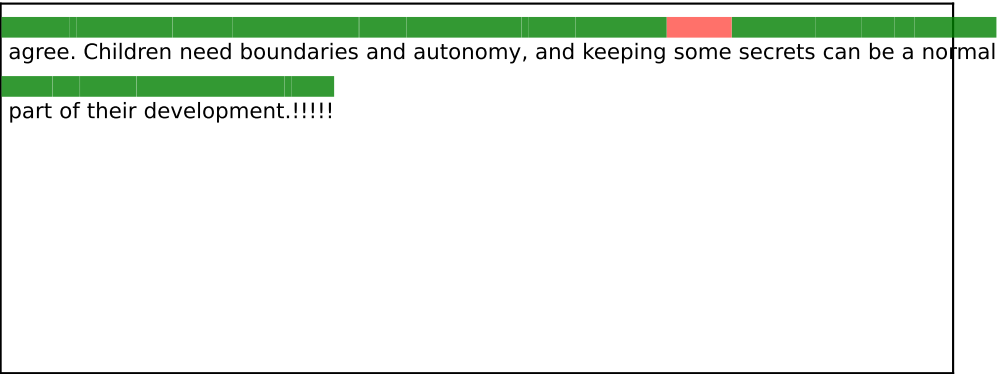 agree. Children need boundaries and autonomy, and keeping some secrets can be a normal
part of their development.!!!!!